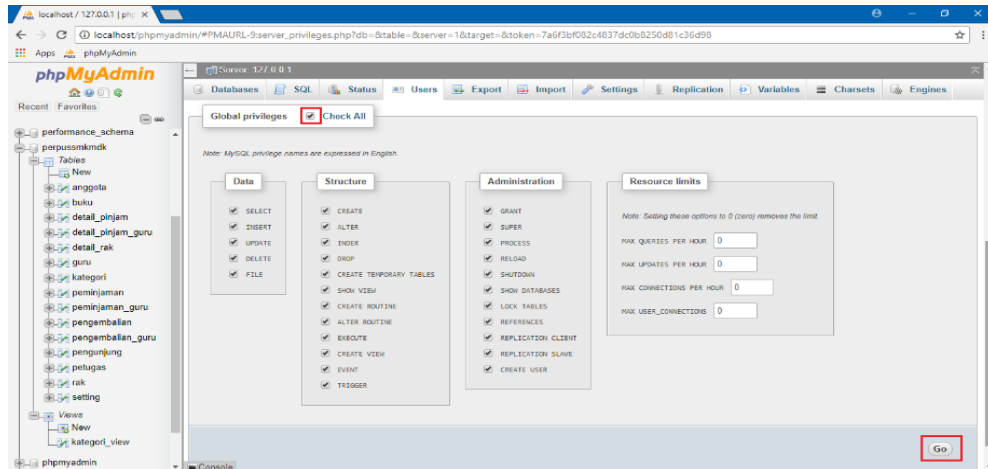 localhost / 127.0.0.1 | php
localhost/phpmyadmin/#PMAURL-9:server_privileges.php?db=&table=&server=1&target=&token=7a6f3bf082c4837dc0b8250d81c36d98
Apps phpMyAdmin
phpMyAdmin
Recent Favorites
performance_schema
perpussmkmdk
Tables
New
anggota
buku
detail_pinjam
detail_pinjam_guru
detail_rak
guru
kategori
peminjaman
peminjaman_guru
pengembalian
pengembalian_guru
pengunjung
petugas
rak
setting
Views
New
kategori_view
phpmyadmin
Server: 127.0.0.1
Databases SQL Status Users Export Import Settings Replication Variables Charsets Engines
Global privileges Check All
Note: MySQL privilege names are expressed in English.
Data
SELECT
INSERT
UPDATE
DELETE
FILE
Structure
CREATE
ALTER
INDEX
DROP
CREATE TEMPORARY TABLES
SHOW VIEW
CREATE ROUTINE
ALTER ROUTINE
EXECUTE
CREATE VIEW
EVENT
TRIGGER
Administration
GRANT
SUPER
PROCESS
RELOAD
SHUTDOWN
SHOW DATABASES
LOCK TABLES
REFERENCES
REPLICATION CLIENT
REPLICATION SLAVE
CREATE USER
Resource limits
Note: Setting these options to 0 (zero) removes the limit.
MAX QUERIES PER HOUR 0
MAX UPDATES PER HOUR 0
MAX CONNECTIONS PER HOUR 0
MAX USER_CONNECTIONS 0
Go
Console